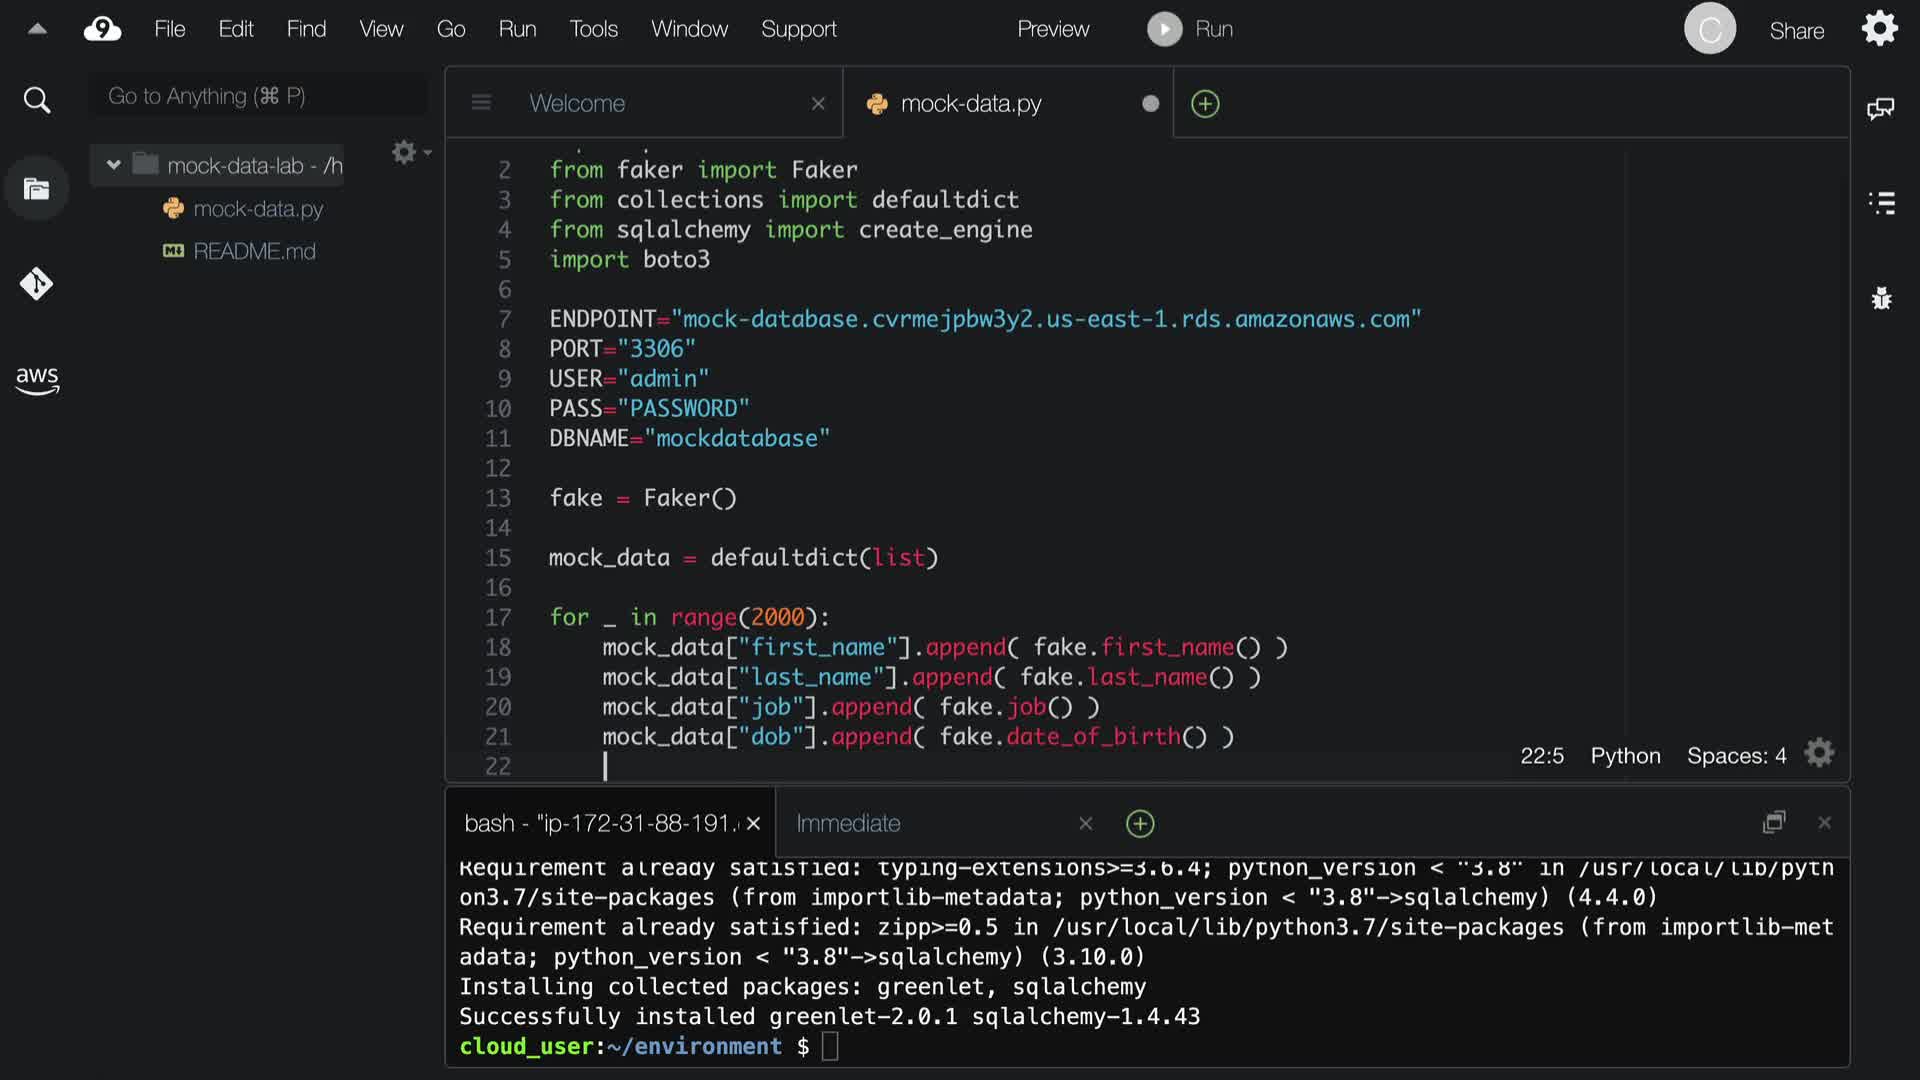 9 File Edit Find View Go Run Tools Window Support Preview Run C Share
Go to Anything (⌘ P)
Welcome
mock-data.py
mock-data-lab - /h
mock-data.py
README.md
aws
2 from faker import Faker
3 from collections import defaultdict
4 from sqlalchemy import create_engine
5 import boto3
6
7 ENDPOINT="mock-database.cvrmejpbw3y2.us-east-1.rds.amazonaws.com"
8 PORT="3306"
9 USER="admin"
10 PASS="PASSWORD"
11 DBNAME="mockdatabase"
12
13 fake = Faker()
14
15 mock_data = defaultdict(list)
16
17 for _ in range(2000):
18     mock_data["first_name"].append( fake.first_name() )
19     mock_data["last_name"].append( fake.last_name() )
20     mock_data["job"].append( fake.job() )
21     mock_data["dob"].append( fake.date_of_birth() )
22
22:5 Python Spaces: 4
bash - "ip-172-31-88-191.
Immediate
Requirement already satisfied: typing-extensions>=3.6.4; python_version < "3.8" in /usr/local/lib/pyth
on3.7/site-packages (from importlib-metadata; python_version < "3.8"->sqlalchemy) (4.4.0)
Requirement already satisfied: zipp>=0.5 in /usr/local/lib/python3.7/site-packages (from importlib-met
adata; python_version < "3.8"->sqlalchemy) (3.10.0)
Installing collected packages: greenlet, sqlalchemy
Successfully installed greenlet-2.0.1 sqlalchemy-1.4.43
cloud_user:~/environment $